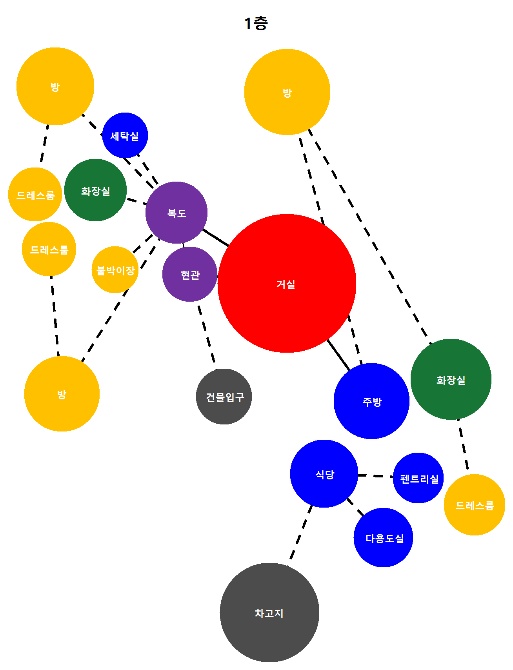 1층
방
방
세탁실
드레스룸
화장실
복도
드레스룸
붙박이장
현관
거실
방
건물입구
주방
화장실
식당
펜트리실
드레스룸
다용도실
차고지